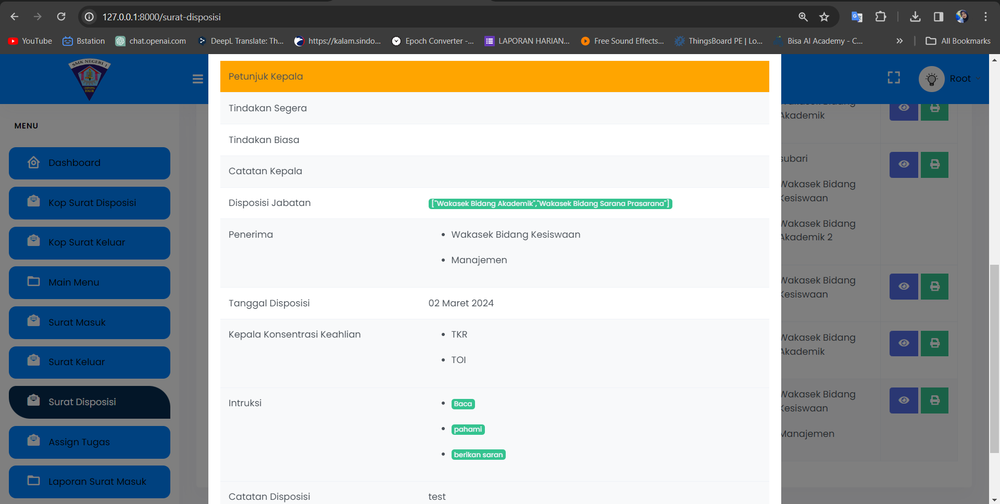 127.0.0.1:8000/surat-disposisi
YouTube
Bstation
chat.openai.com
DeepL Translate: Th...
https://kalam.sindo...
Epoch Converter -...
LAPORAN HARIAN...
Free Sound Effects...
ThingsBoard PE | Lo...
Bisa AI Academy - C...
All Bookmarks
SMK NEGERI 1
CIBINONG
BOGOR
Root
MENU
Dashboard
Kop Surat Disposisi
Kop Surat Keluar
Main Menu
Surat Masuk
Surat Keluar
Surat Disposisi
Assign Tugas
Laporan Surat Masuk
Petunjuk Kepala
Tindakan Segera
Tindakan Biasa
Catatan Kepala
Disposisi Jabatan
["Wakasek Bidang Akademik","Wakasek Bidang Sarana Prasarana"]
Penerima
Wakasek Bidang Kesiswaan
Manajemen
Tanggal Disposisi
02 Maret 2024
Kepala Konsentrasi Keahlian
TKR
TOI
Intruksi
Baca
pahami
berikan saran
Catatan Disposisi
test
Wakasek Bidang
Akademik
subari
Wakasek Bidang
Kesiswaan
Wakasek Bidang
Akademik 2
Wakasek Bidang
Kesiswaan
Wakasek Bidang
Akademik
Wakasek Bidang
Kesiswaan
Manajemen